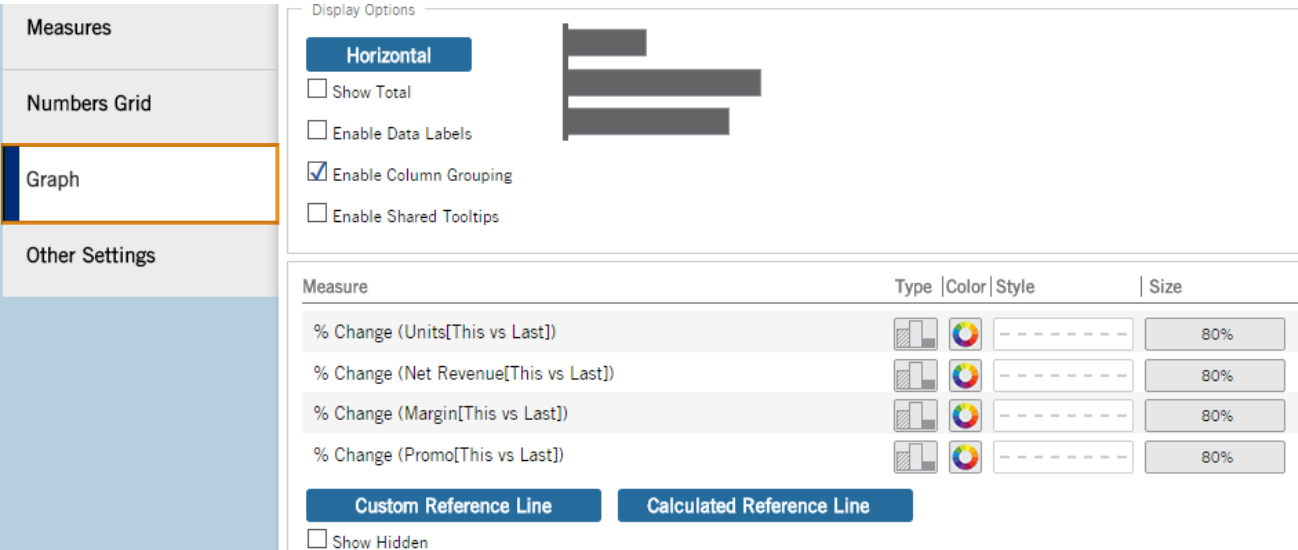 Measures
Numbers Grid
Graph
Other Settings
Display Options
Horizontal
Show Total
Enable Data Labels
Enable Column Grouping
Enable Shared Tooltips
Measure Type Color Style Size
% Change (Units[This vs Last]) 80%
% Change (Net Revenue[This vs Last]) 80%
% Change (Margin[This vs Last]) 80%
% Change (Promo[This vs Last]) 80%
Custom Reference Line Calculated Reference Line
Show Hidden